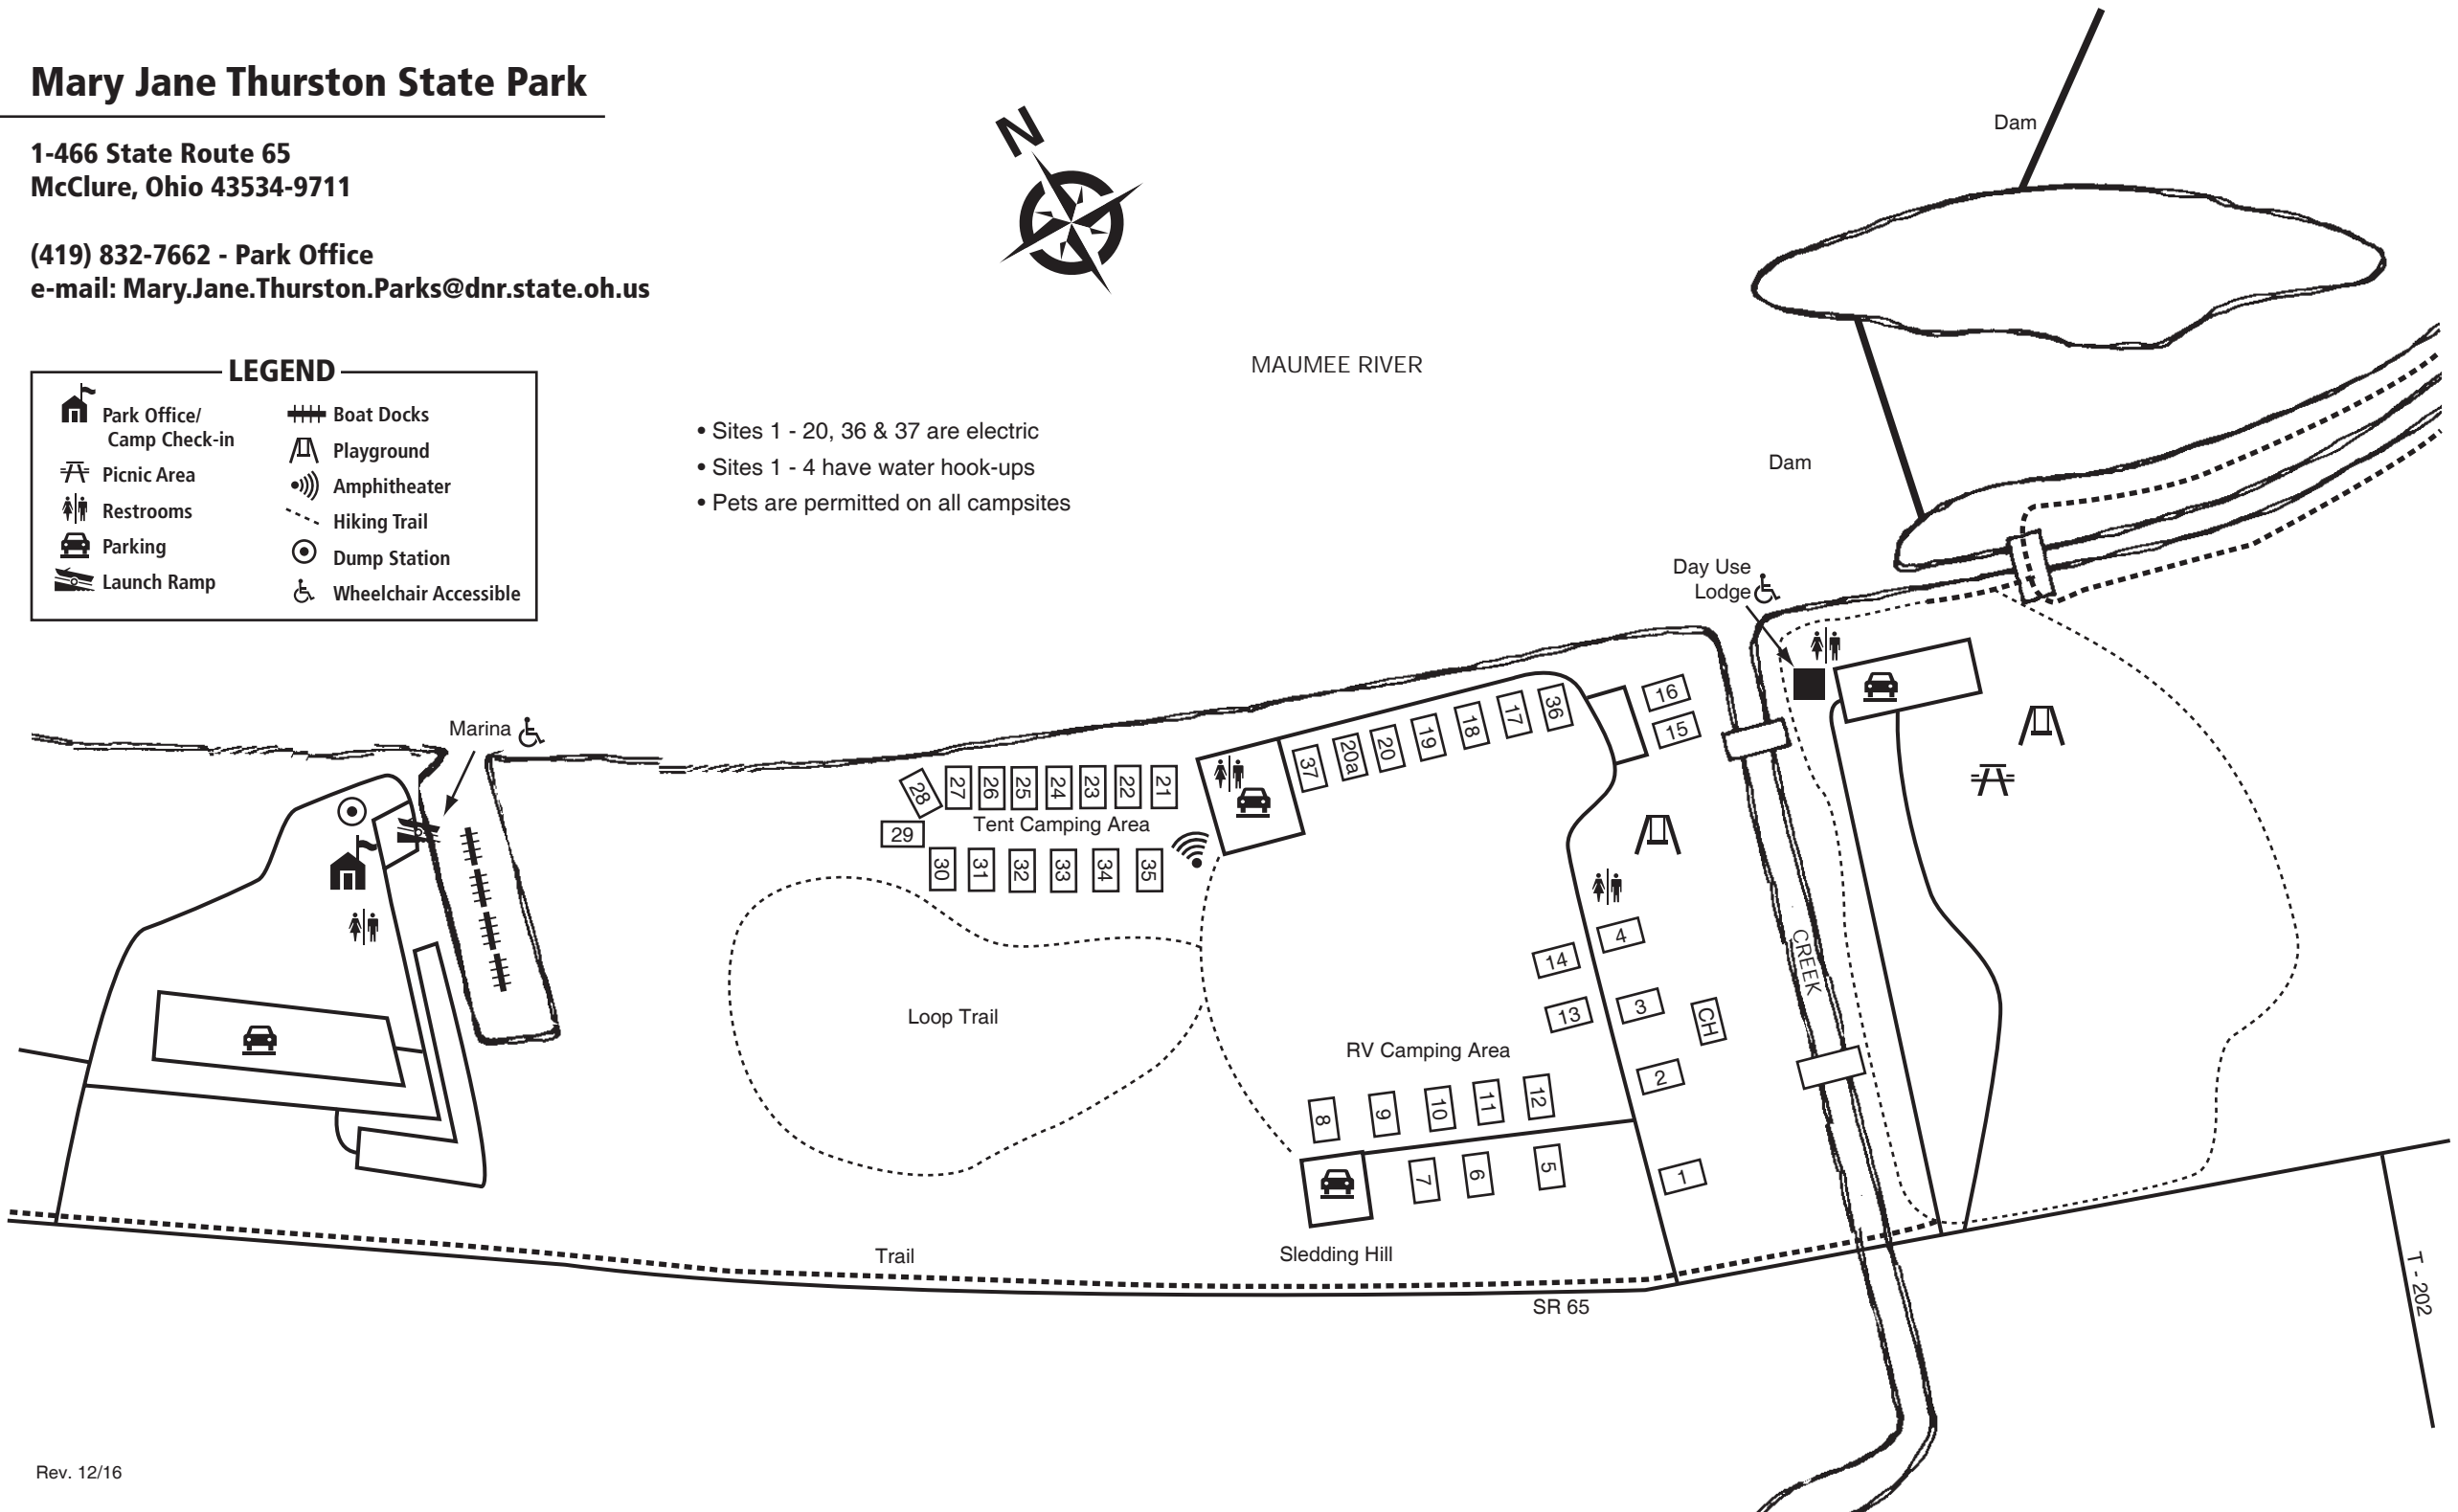 Mary Jane Thurston State Park
1-466 State Route 65
McClure, Ohio 43534-9711
(419) 832-7662 - Park Office
e-mail: Mary.Jane.Thurston.Parks@dnr.state.oh.us
N
LEGEND
Park Office/
Camp Check-in
Picnic Area
Restrooms
Parking
Launch Ramp
Boat Docks
Playground
Amphitheater
Hiking Trail
Dump Station
Wheelchair Accessible
• Sites 1 - 20, 36 & 37 are electric
• Sites 1 - 4 have water hook-ups
• Pets are permitted on all campsites
MAUMEE RIVER
Dam
Dam
Day Use
Lodge
Marina
28
27
26
25
24
23
22
21
Tent Camping Area
29
30
31
32
33
34
35
37
20a
20
19
18
17
36
16
15
4
14
3
13
CH
2
CREEK
Loop Trail
RV Camping Area
8
9
10
11
12
7
6
5
1
Trail
Sledding Hill
SR 65
T - 202
Rev. 12/16